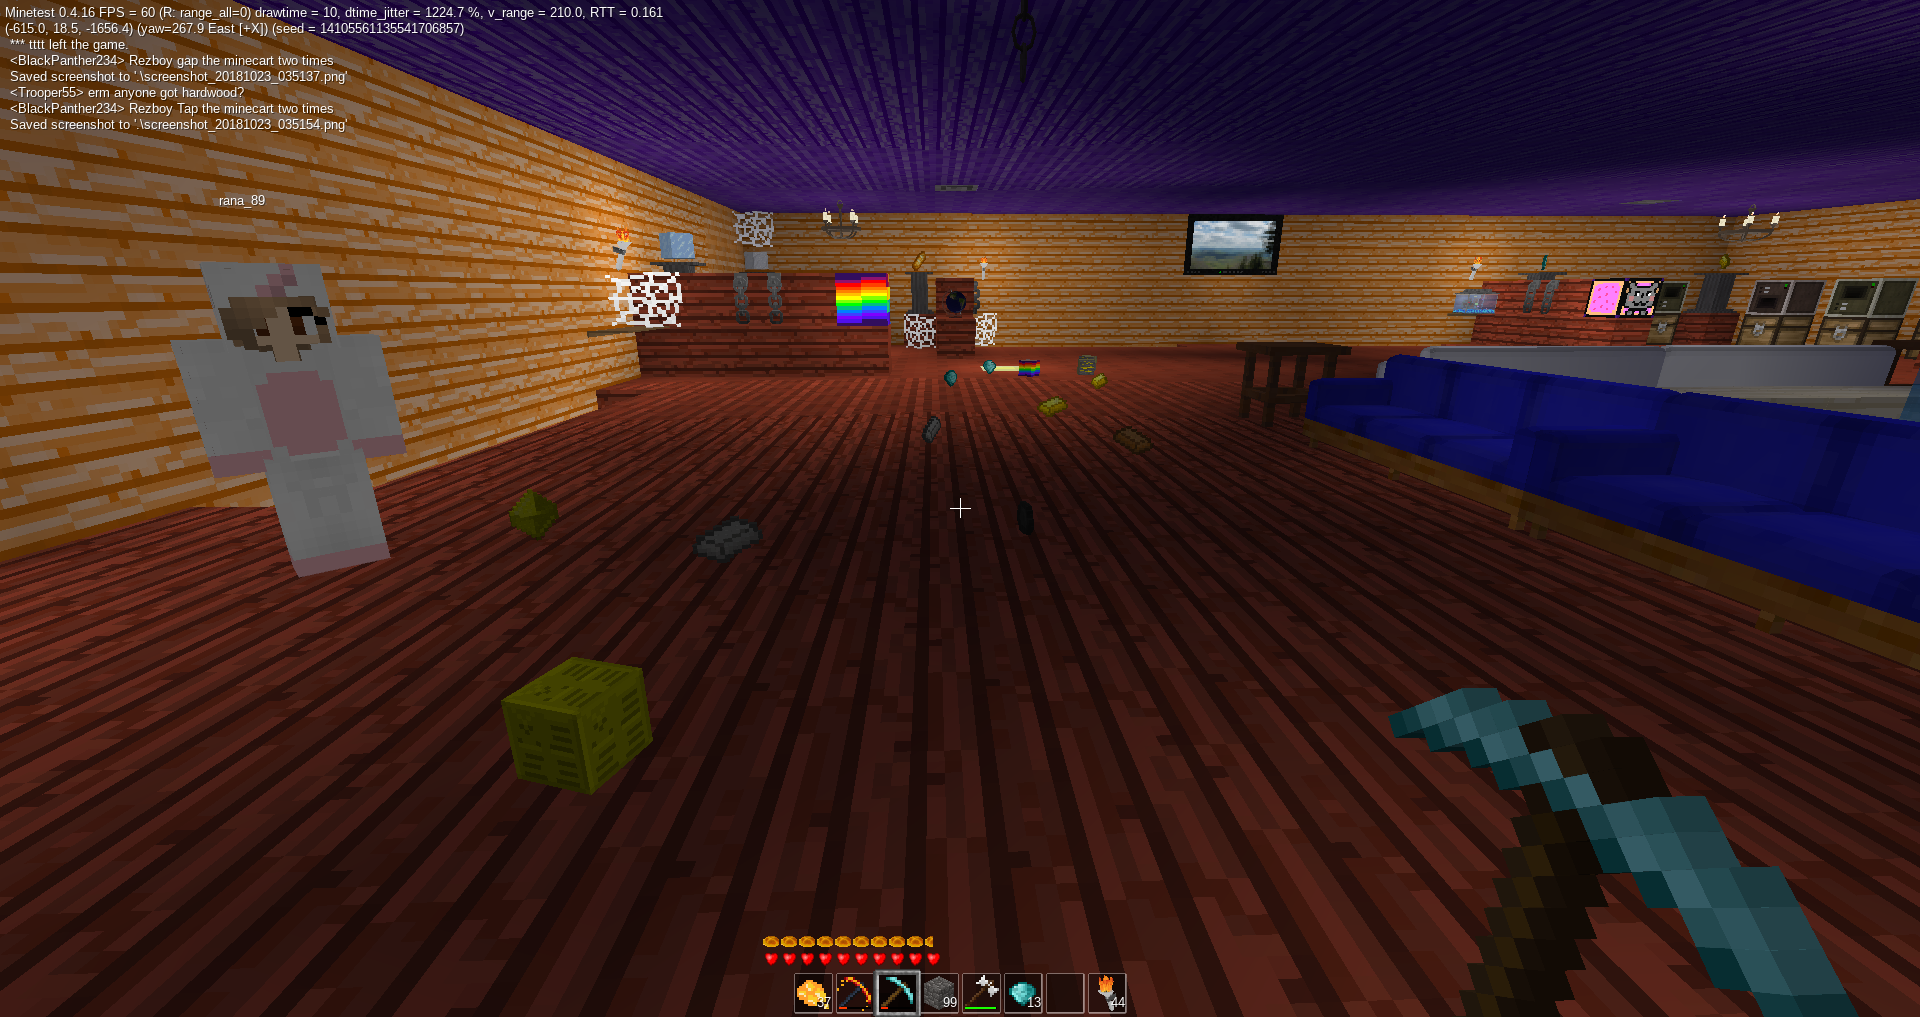 Minetest 0.4.16 FPS = 60 (R: range_all=0) drawtime = 10, dtime_jitter = 1224.7 %, v_range = 210.0, RTT = 0.161
(-615.0, 18.5, -1656.4) (yaw=267.9 East [+X]) (seed = 14105561135541706857)
*** tttt left the game.
<BlackPanther234> Rezboy gap the minecart two times
Saved screenshot to '.\screenshot_20181023_035137.png'
<Trooper55> erm anyone got hardwood?
<BlackPanther234> Rezboy Tap the minecart two times
Saved screenshot to '.\screenshot_20181023_035154.png'
rana_89
37 99 13 44